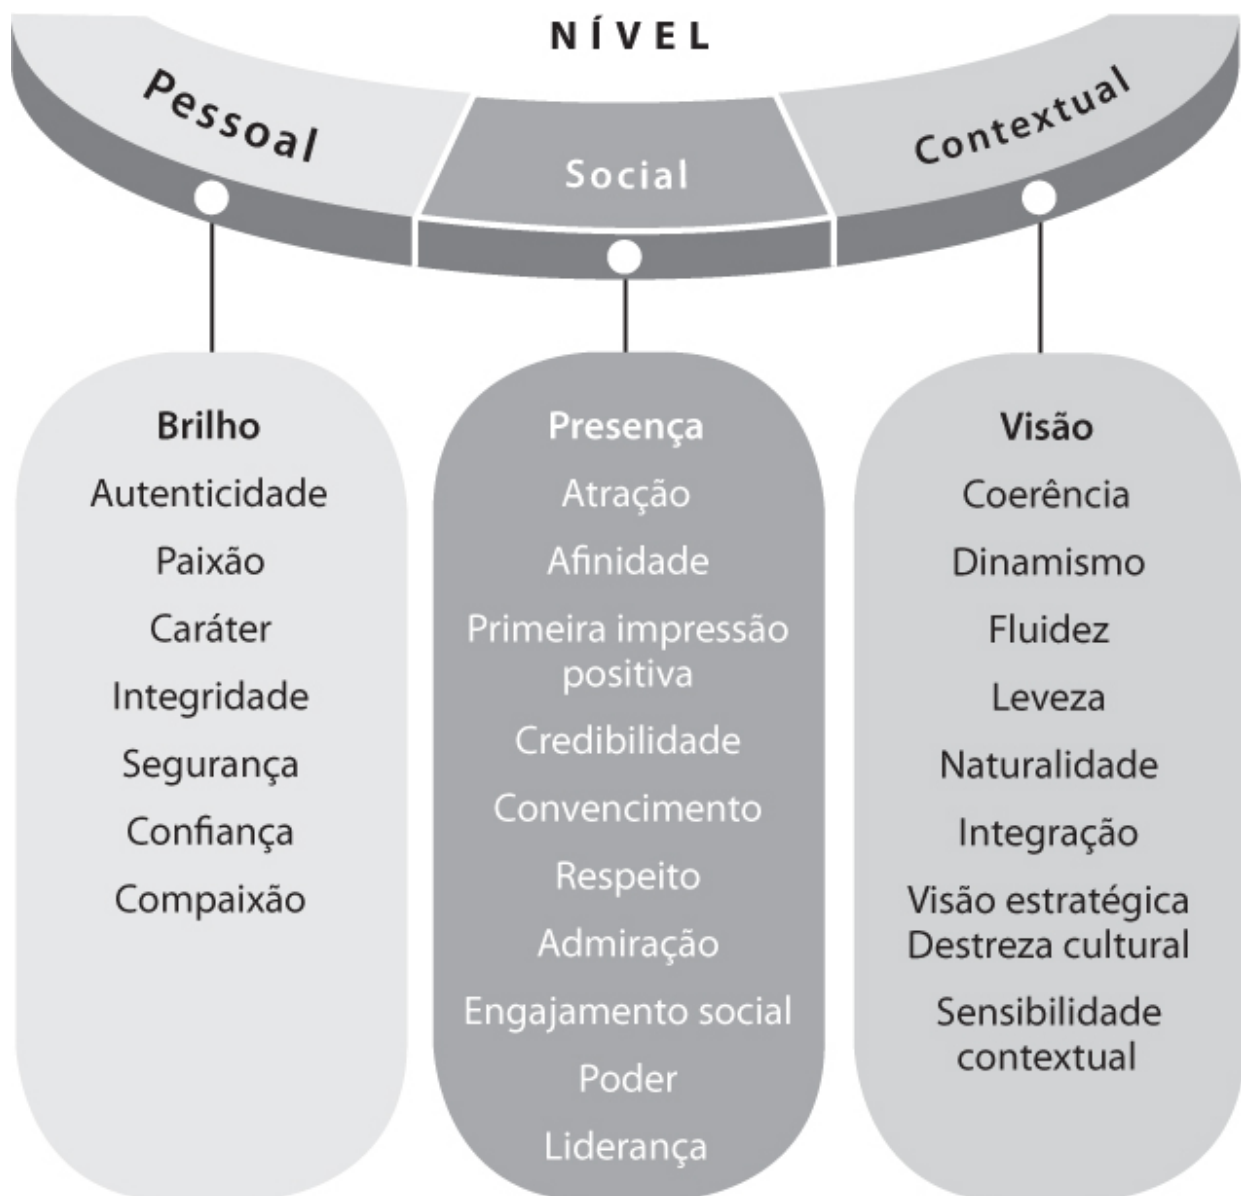 NÍVEL
Pessoal
Social
Contextual
Brilho
Autenticidade
Paixão
Caráter
Integridade
Segurança
Confiança
Compaixão
Presença
Atração
Afinidade
Primeira impressão
positiva
Credibilidade
Convencimento
Respeito
Admiração
Engajamento social
Poder
Liderança
Visão
Coerência
Dinamismo
Fluidez
Leveza
Naturalidade
Integração
Visão estratégica
Destreza cultural
Sensibilidade
contextual